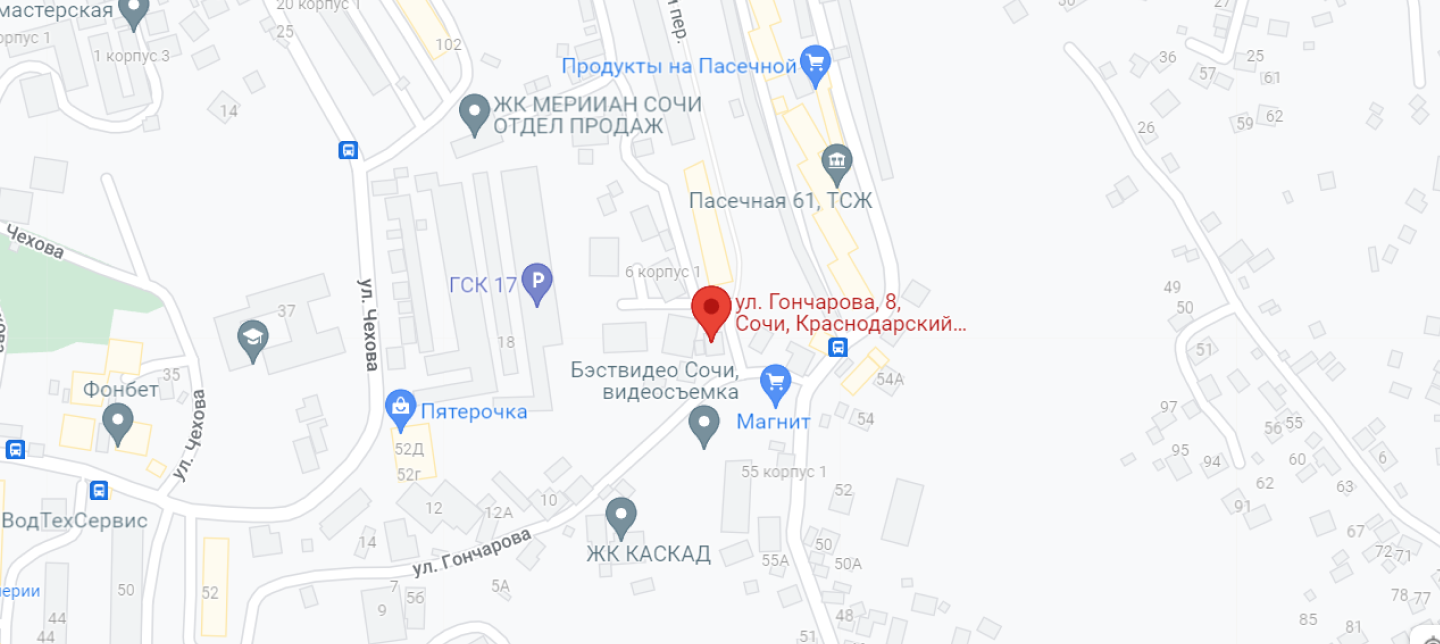 мастерская
20 корпус 1
25
орпус 1
1 корпус 3
14
102
Продукты на Пасечной
ЖК МЕРИИАН СОЧИ
ОТДЕЛ ПРОДАЖ
и пер.
27
36
25
57
61
59
62
26
Пасечная 61, ТСЖ
Чехова
ул. Чехова
ГСК 17
6 корпус 1
37
18
ул. Гончарова, 8,
Сочи, Краснодарский...
49
50
51
Бэствидео Сочи,
видеосъемка
54А
35
Фонбет
ул. Чехова
Пятерочка
Магнит
54
97
56
55
52Д
52г
55 корпус 1
95
94
60
6
62
63
12
12А
10
52
91
ВодТехСервис
14
ул. Гончарова
ЖК КАСКАД
50
67
72
71
50
52
7
9
56
5А
55А
50А
ерии
44
44
48
51
78
77
85
81